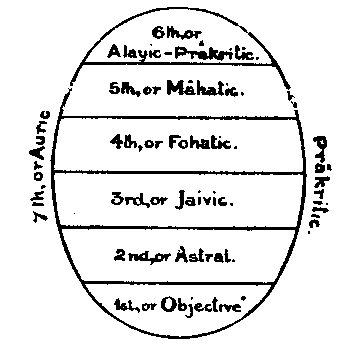 6th, or
Alayic-Prâkritic.
5th, or Mâhatic.
4th, or Fohatic.
3rd, or Jaivic.
2nd, or Astral.
1st, or Objective
7th, or Auric
Prâkritic.